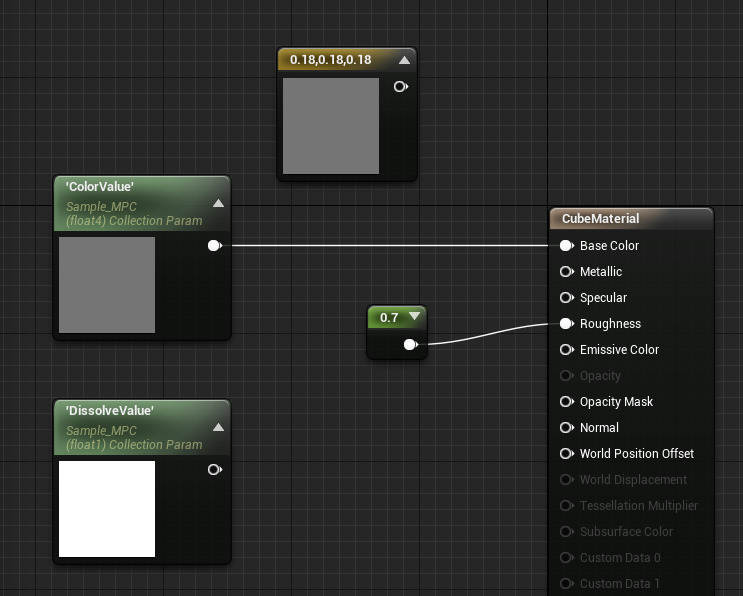 0.18,0.18,0.18
'ColorValue'
Sample_MPC
(float4) Collection Param
CubeMaterial
Base Color
Metallic
Specular
0.7
Roughness
Emissive Color
Opacity
'DissolveValue'
Sample_MPC
(float1) Collection Param
Opacity Mask
Normal
World Position Offset
World Displacement
Tessellation Multiplier
Subsurface Color
Custom Data 0
Custom Data 1